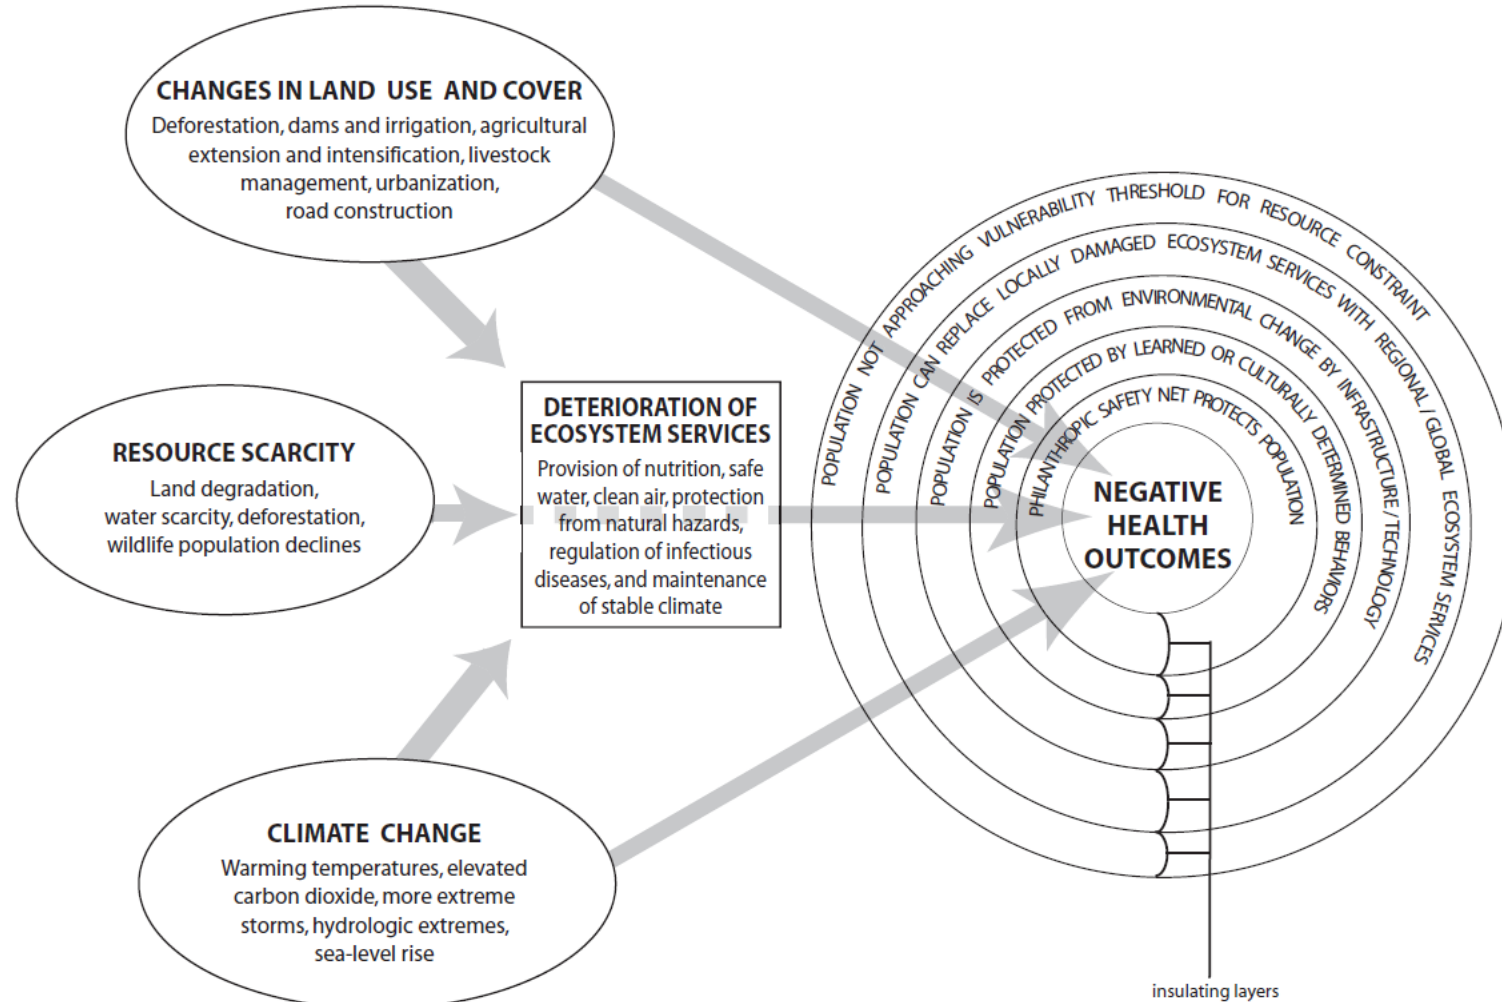 CHANGES IN LAND USE AND COVER
Deforestation, dams and irrigation, agricultural
extension and intensification, livestock
management, urbanization,
road construction
RESOURCE SCARCITY
Land degradation,
water scarcity, deforestation,
wildlife population declines
CLIMATE CHANGE
Warming temperatures, elevated
carbon dioxide, more extreme
storms, hydrologic extremes,
sea-level rise
DETERIORATION OF
ECOSYSTEM SERVICES
Provision of nutrition, safe
water, clean air, protection
from natural hazards,
regulation of infectious
diseases, and maintenance
of stable climate
POPULATION NOT APPROACHING VULNERABILITY THRESHOLD FOR RESOURCE CONSTRAINT
POPULATION CAN REPLACE LOCALLY DAMAGED ECOSYSTEM SERVICES WITH REGIONAL / GLOBAL ECOSYSTEM SERVICES
POPULATION IS PROTECTED FROM ENVIRONMENTAL CHANGE BY INFRASTRUCTURE / TECHNOLOGY
POPULATION PROTECTED BY LEARNED OR CULTURALLY DETERMINED BEHAVIORS
PHILANTHROPIC SAFETY NET PROTECTS POPULATION
NEGATIVE
HEALTH
OUTCOMES
insulating layers